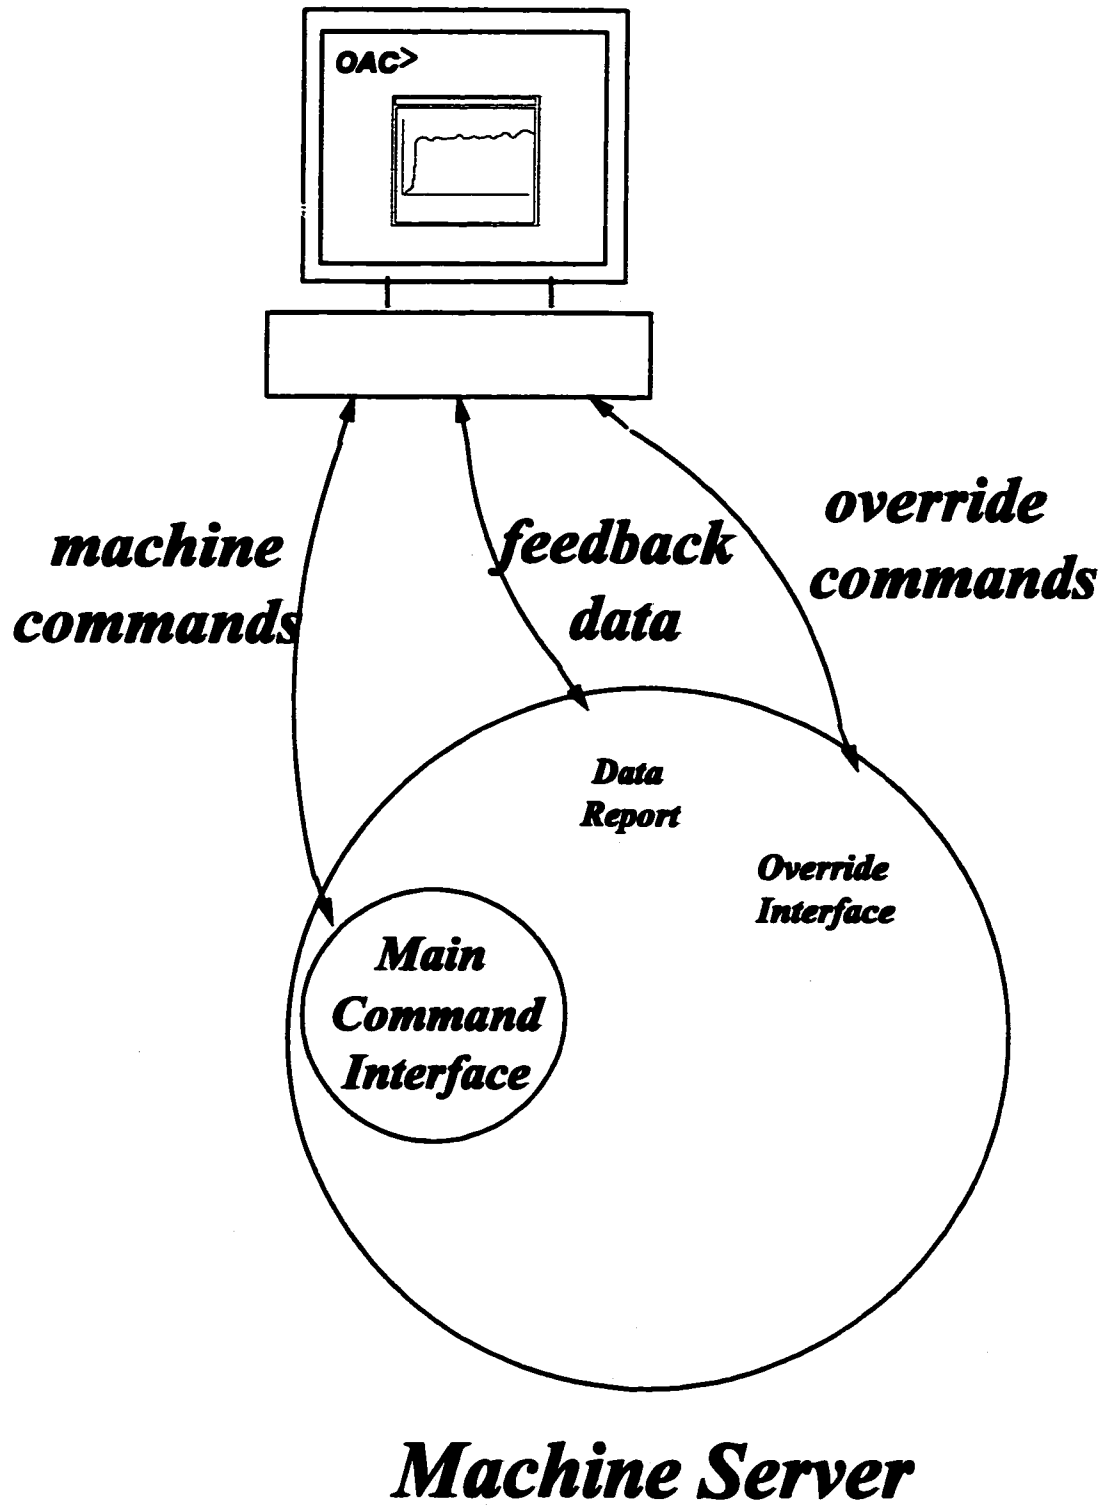 OAC>
machine
commands
feedback
data
override
commands
Data
Report
Override
Interface
Main
Command
Interface
Machine Server